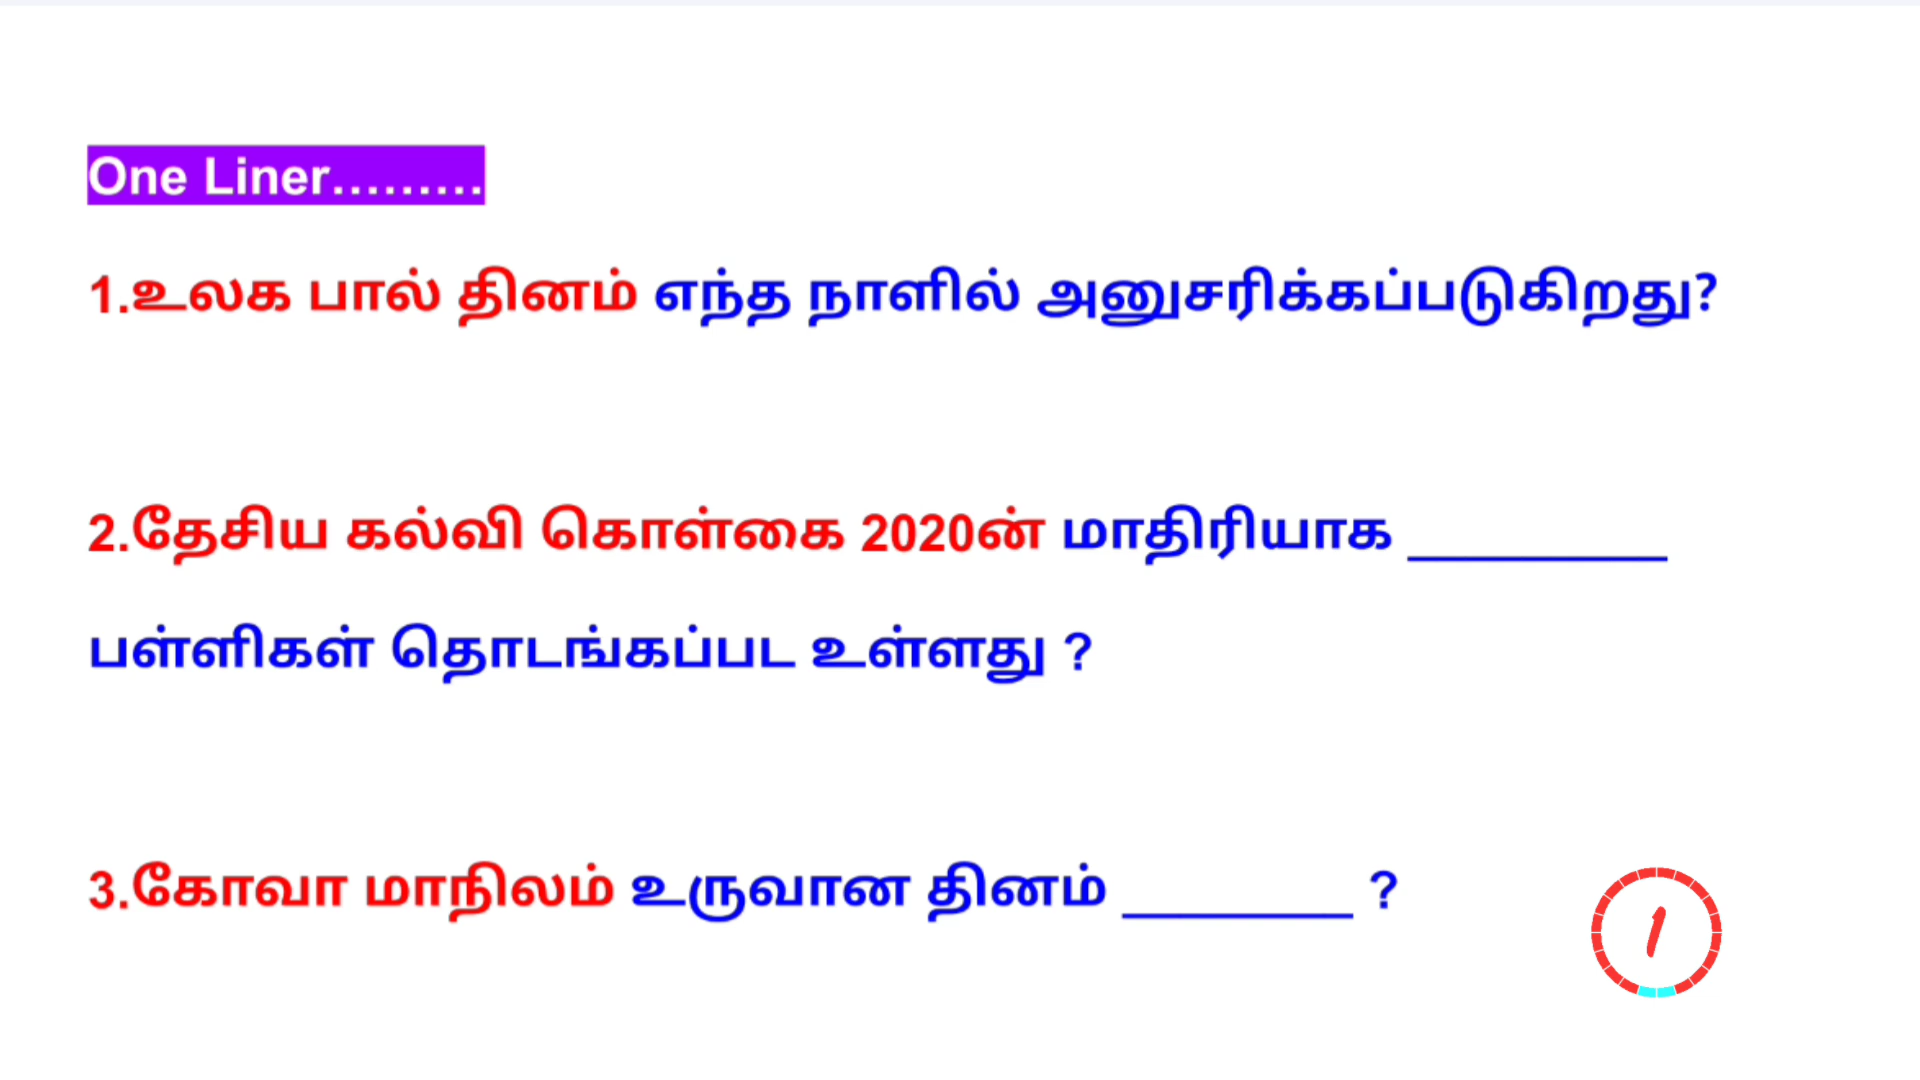 One Liner.........
1.உலக பால் தினம் எந்த நாளில் அனுசரிக்கப்படுகிறது?
2.தேசிய கல்வி கொள்கை 2020ன் மாதிரியாக _________
பள்ளிகள் தொடங்கப்பட உள்ளது ?
3.கோவா மாநிலம் உருவான தினம் ________ ?
1